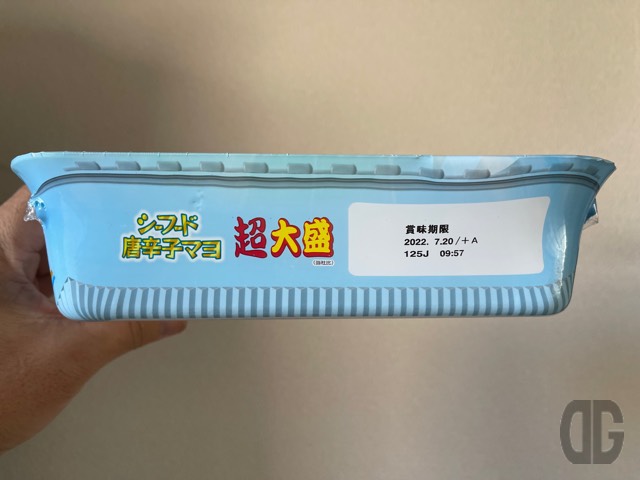 シーフード
唐辛子マヨ
超大盛
(当社比)
賞味期限
2022. 7.20/+A
125J 09:57
DG